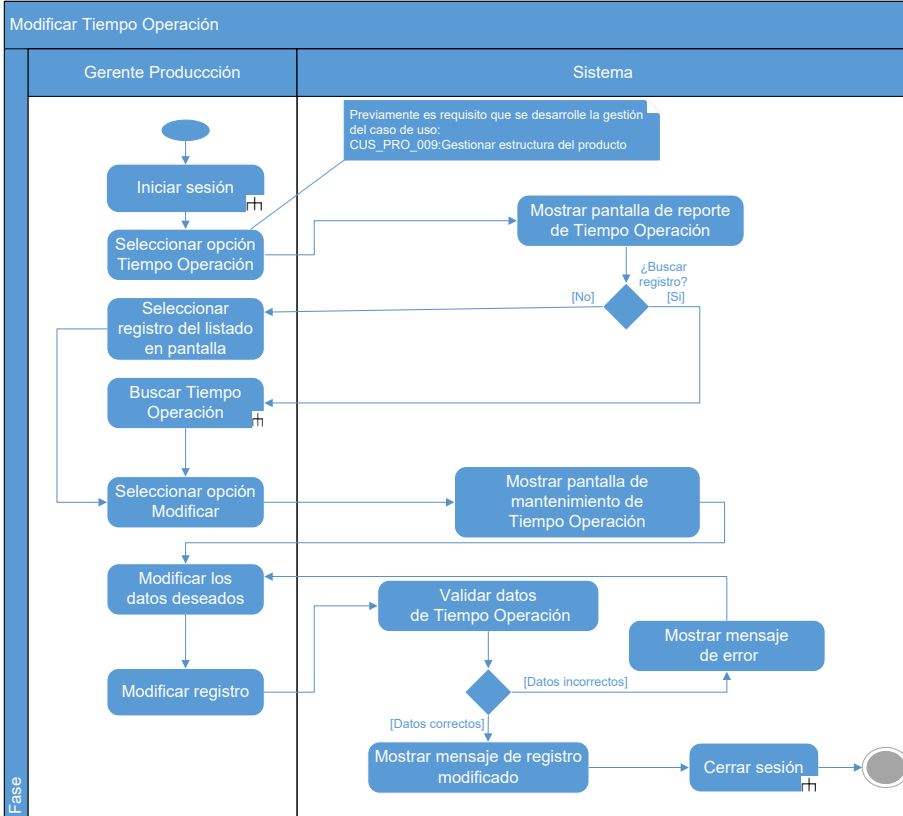 Modificar Tiempo Operación
Gerente Produccción
Sistema
Previamente es requisito que se desarrolle la gestión
del caso de uso:
CUS_PRO_009:Gestionar estructura del producto
Iniciar sesión
Seleccionar opción
Tiempo Operación
Mostrar pantalla de reporte
de Tiempo Operación
¿Buscar
registro?
[No]
[Si]
Seleccionar
registro del listado
en pantalla
Buscar Tiempo
Operación
Seleccionar opción
Modificar
Mostrar pantalla de
mantenimiento de
Tiempo Operación
Modificar los
datos deseados
Validar datos
de Tiempo Operación
Mostrar mensaje
de error
Modificar registro
[Datos incorrectos]
[Datos correctos]
Mostrar mensaje de registro
modificado
Cerrar sesión
Fase